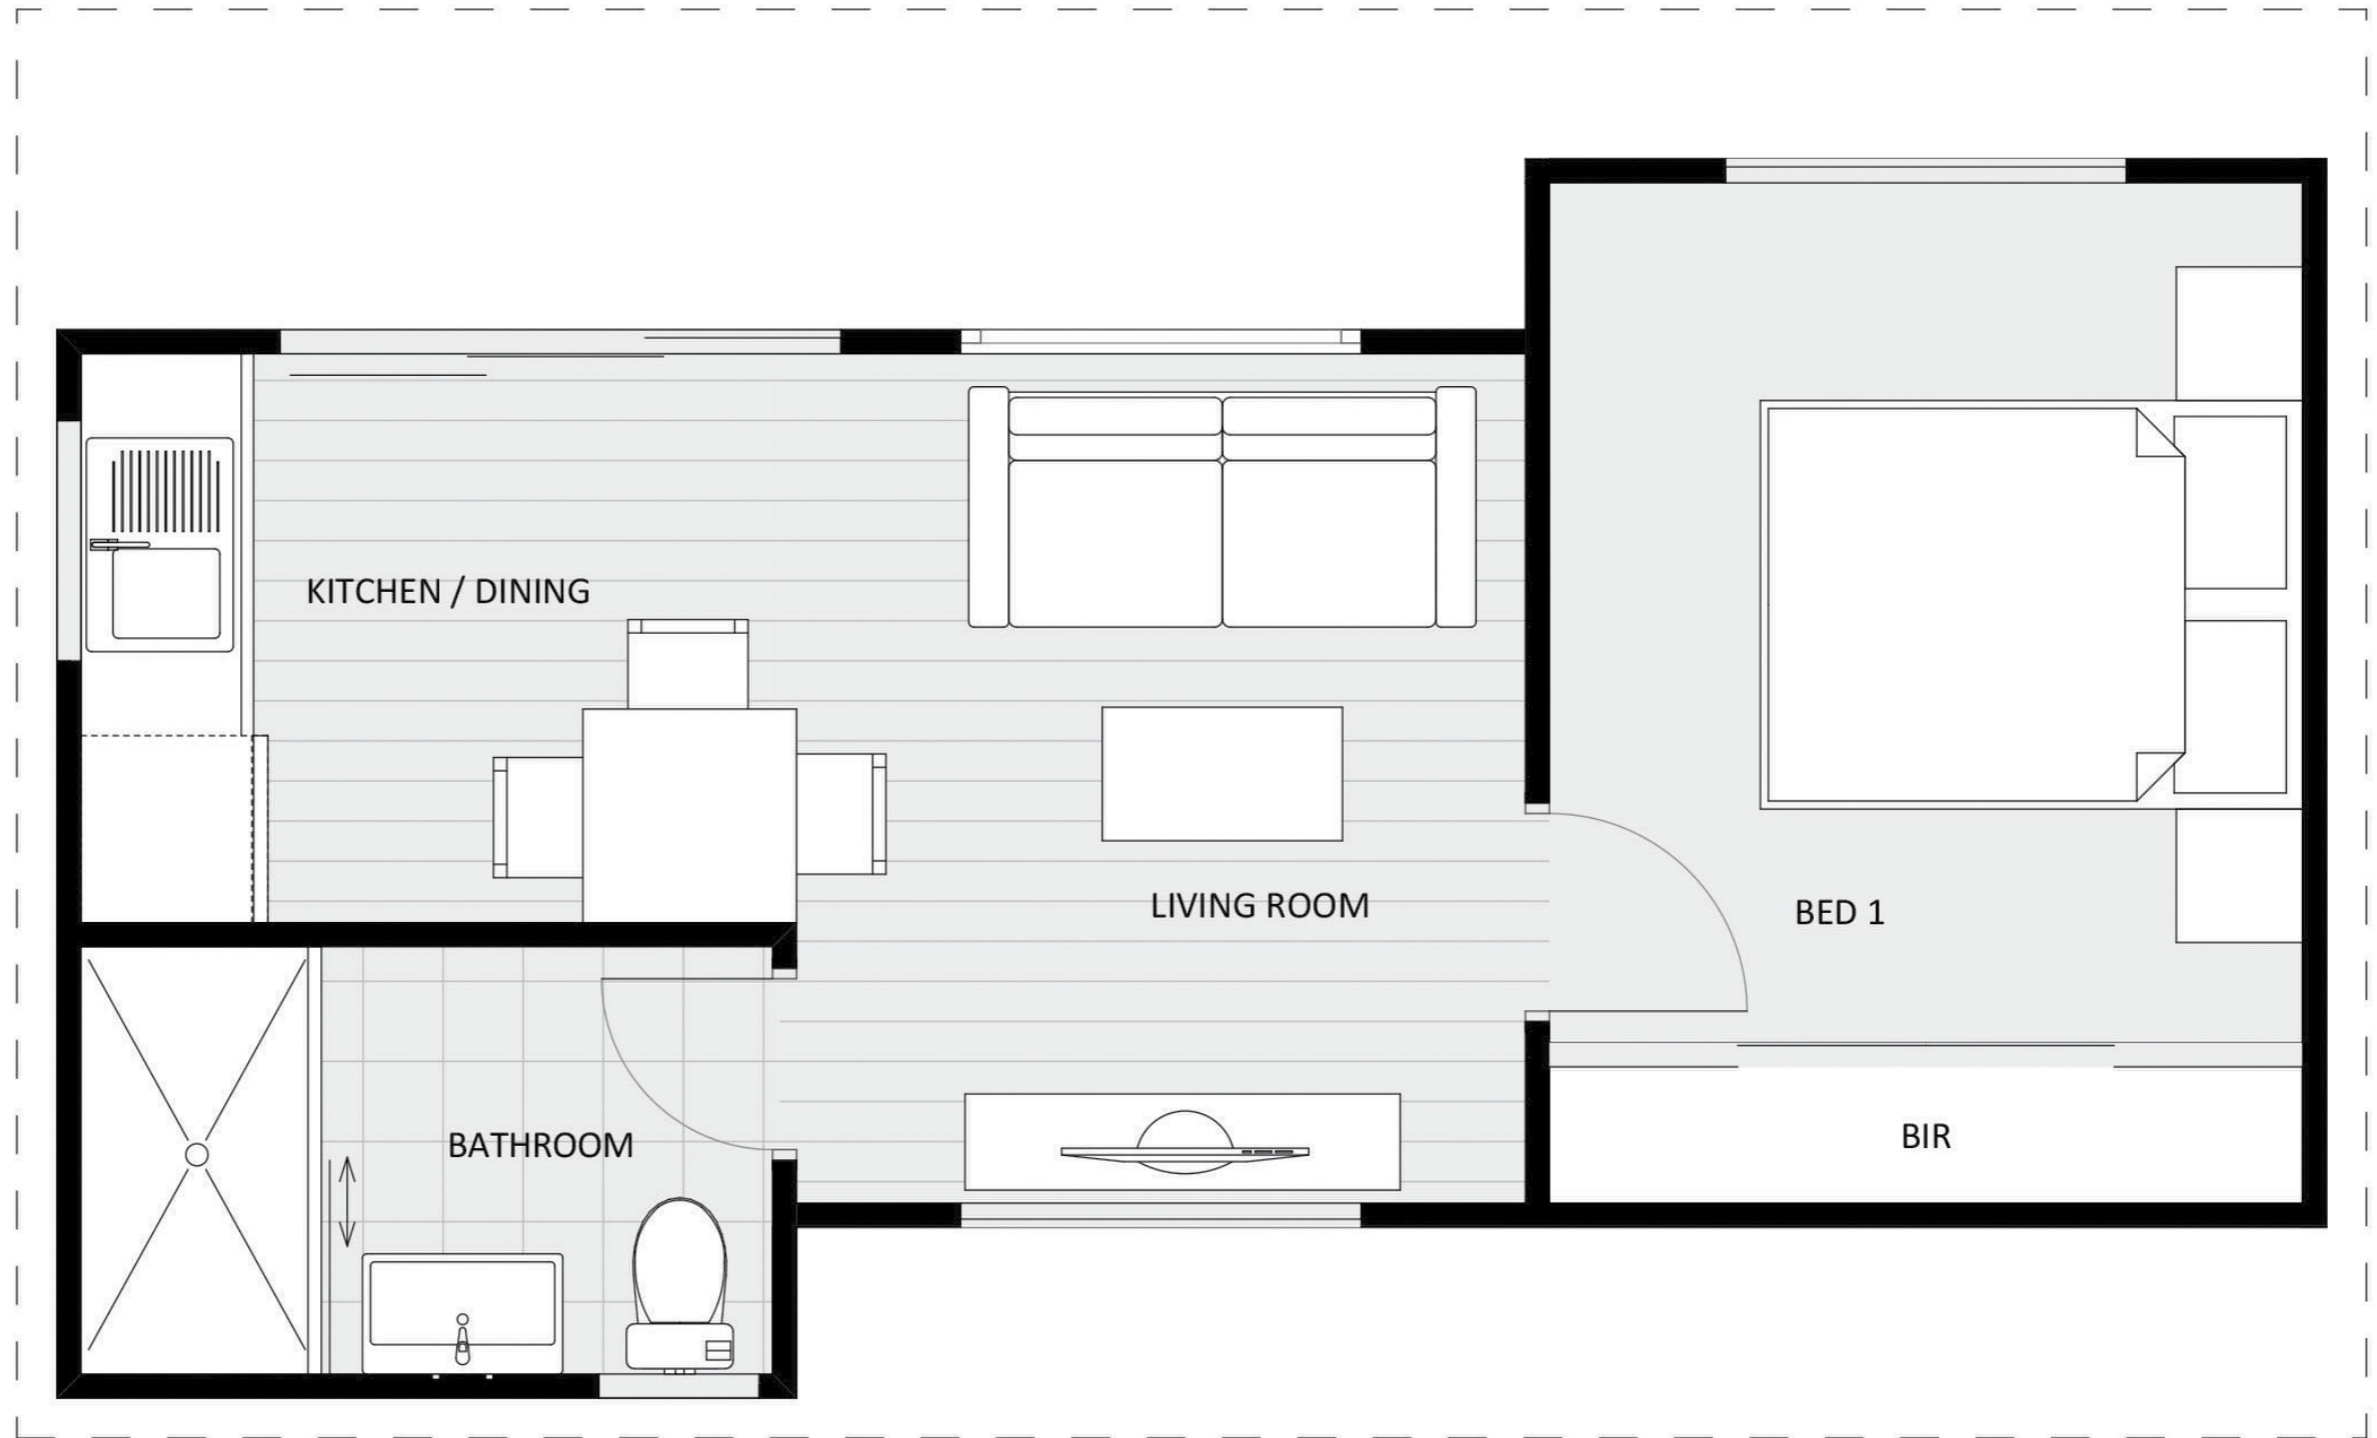 KITCHEN / DINING
LIVING ROOM
BED 1
BATHROOM
BIR